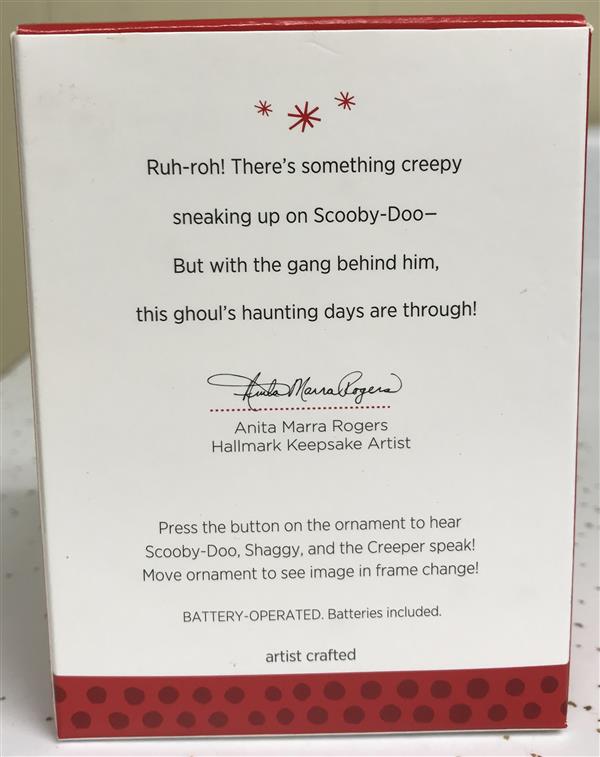 Ruh-roh! There's something creepy
sneaking up on Scooby-Doo—
But with the gang behind him,
this ghoul's haunting days are through!
Anita Marra Rogers
Anita Marra Rogers
Hallmark Keepsake Artist
Press the button on the ornament to hear
Scooby-Doo, Shaggy, and the Creeper speak!
Move ornament to see image in frame change!
BATTERY-OPERATED. Batteries included.
artist crafted